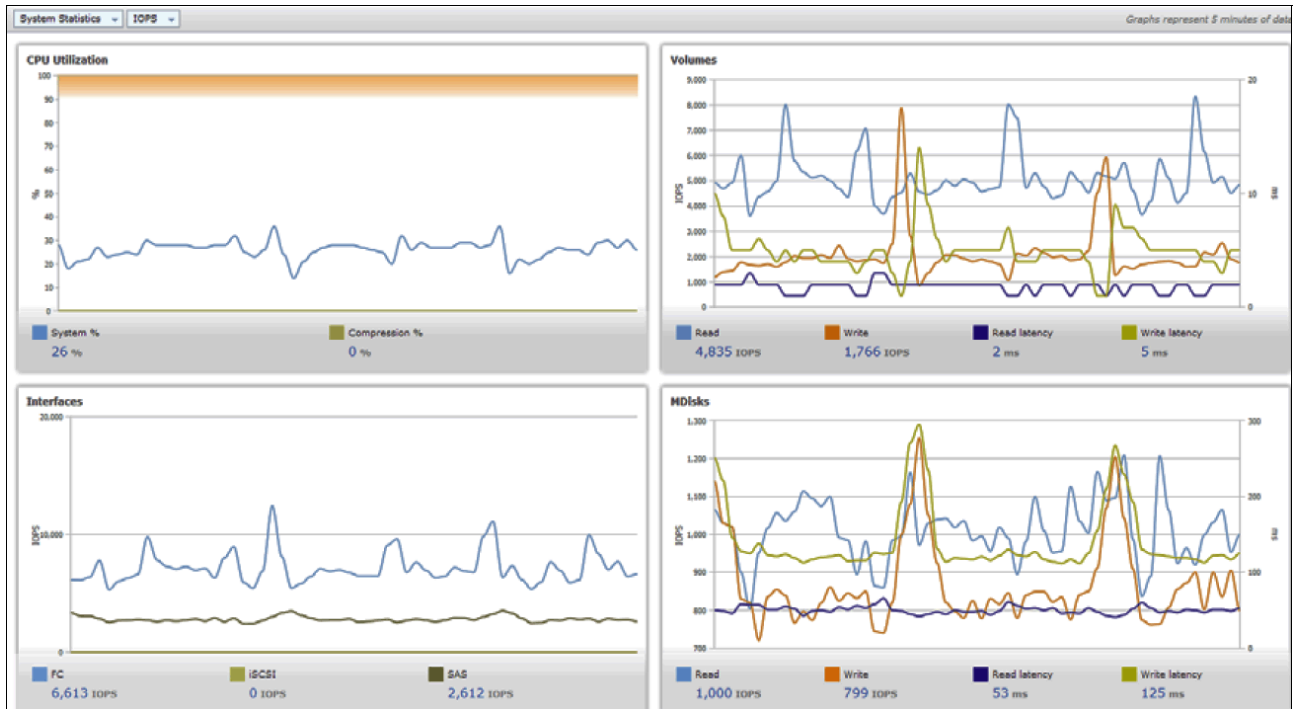 System Statistics IOPS Graphs represent 5 minutes of data
CPU Utilization
100
90
80
70
60
50
40
30
20
10
0
%
System % Compression %
26 % 0 %
Volumes
9,000 20
8,000
7,000
6,000
5,000 10
4,000
3,000
2,000
1,000
0 0
IOPS ms
Read Write Read latency Write latency
4,835 IOPS 1,766 IOPS 2 ms 5 ms
Interfaces
20,000
10,000
0
IOPS
FC iSCSI SAS
6,613 IOPS 0 IOPS 2,612 IOPS
MDisks
1,300 300
1,200
1,100 200
1,000
900 100
800
700 0
IOPS ms
Read Write Read latency Write latency
1,000 IOPS 799 IOPS 53 ms 125 ms